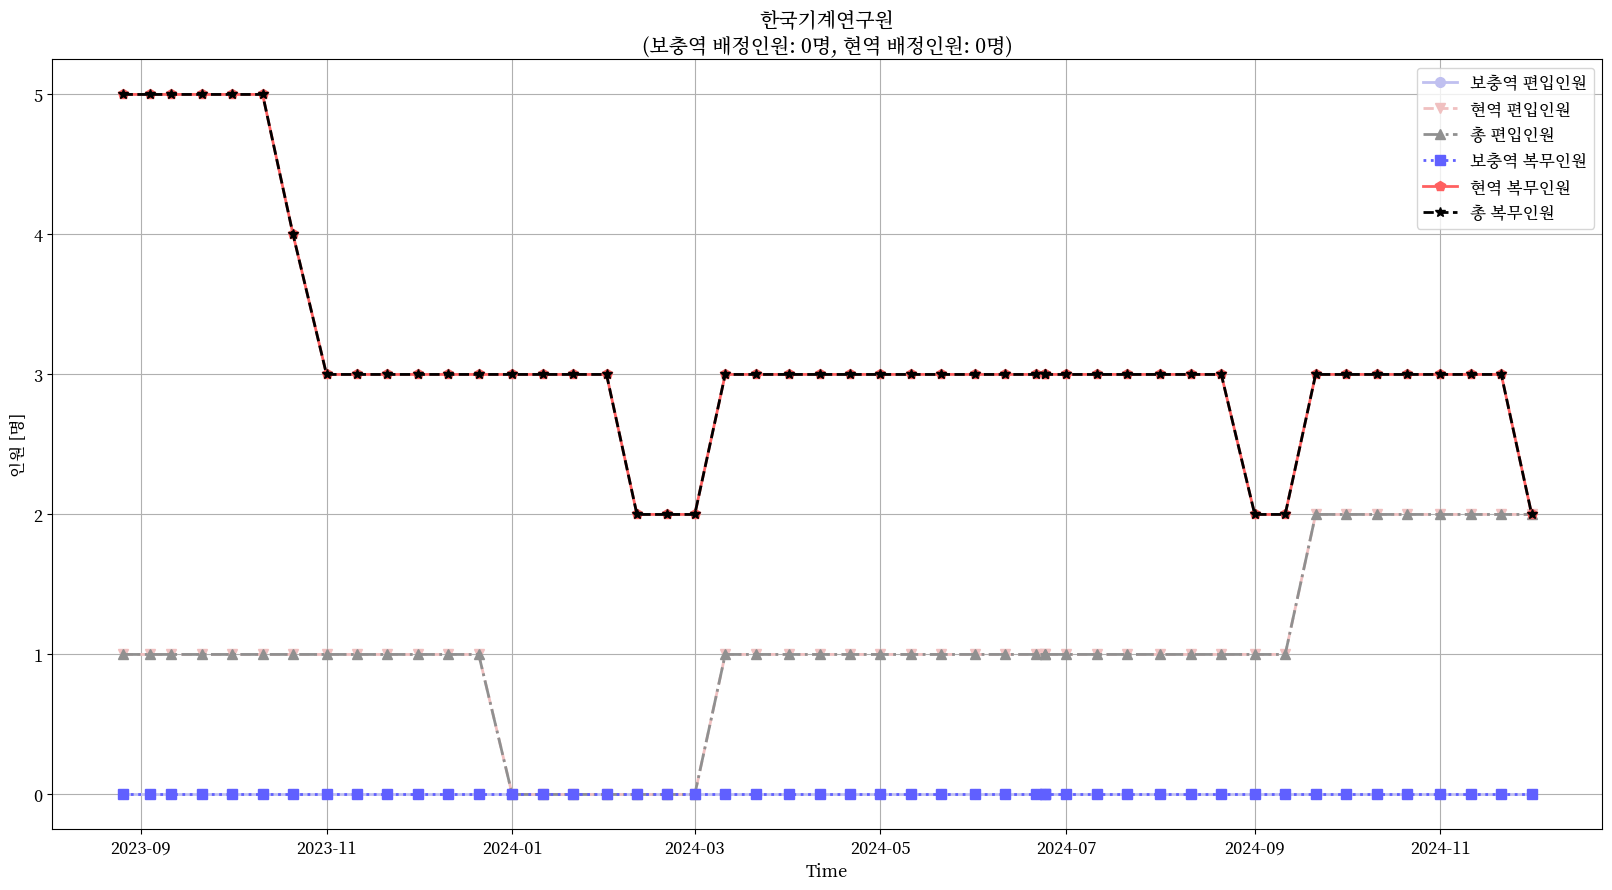 한국기계연구원
(보충역 배정인원: 0명, 현역 배정인원: 0명)
보충역 편입인원
현역 편입인원
총 편입인원
보충역 복무인원
현역 복무인원
총 복무인원
인원 [명]
5
4
3
2
1
0
2023-09
2023-11
2024-01
2024-03
2024-05
2024-07
2024-09
2024-11
Time